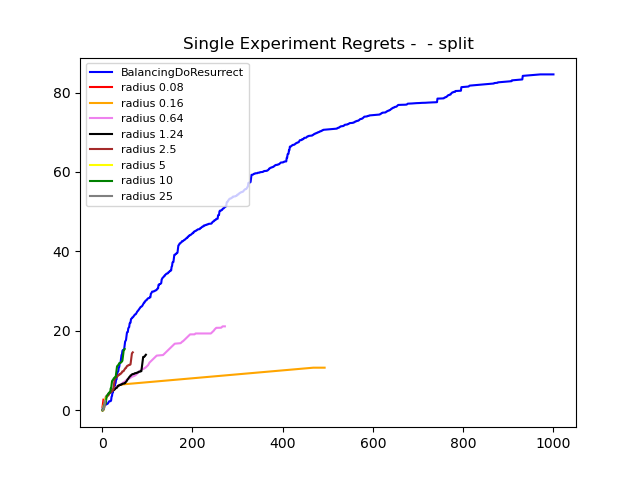 Single Experiment Regrets -  - split
BalancingDoResurrect
radius 0.08
radius 0.16
radius 0.64
radius 1.24
radius 2.5
radius 5
radius 10
radius 25
80
60
40
20
0
0 200 400 600 800 1000